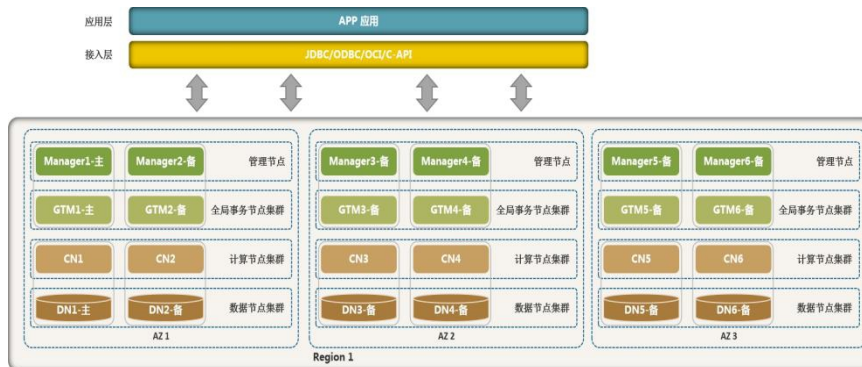 应用层 APP 应用
接入层 JDBC/ODBC/OCI/C-API
Manager1-主 Manager2-备 管理节点 Manager3-备 Manager4-备 管理节点 Manager5-备 Manager6-备 管理节点
GTM1-主 GTM2-备 全局事务节点集群 GTM3-备 GTM4-备 全局事务节点集群 GTM5-备 GTM6-备 全局事务节点集群
CN1 CN2 计算节点集群 CN3 CN4 计算节点集群 CN5 CN6 计算节点集群
DN1-主 DN2-备 数据节点集群 DN3-备 DN4-备 数据节点集群 DN5-备 DN6-备 数据节点集群
AZ 1 AZ 2 AZ 3
Region 1